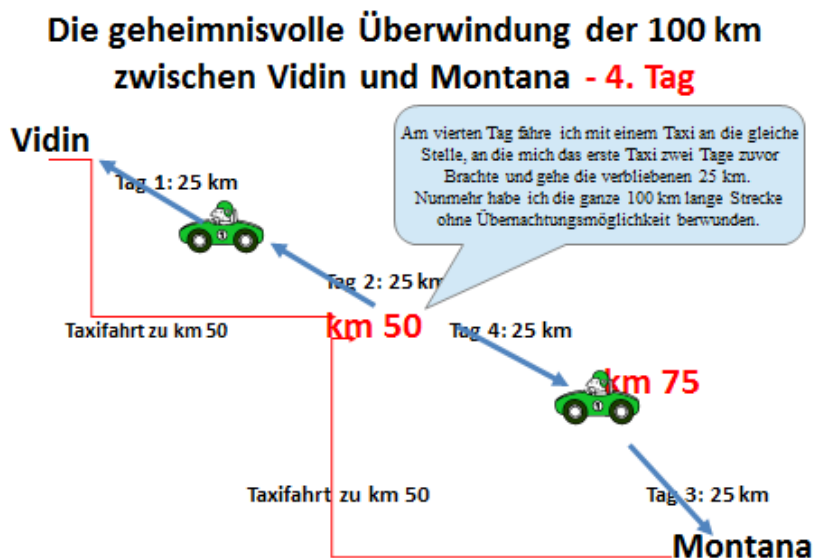 Die geheimnisvolle Überwindung der 100 km
zwischen Vidin und Montana - 4. Tag
Vidin
Am vierten Tag fahre ich mit einem Taxi an die gleiche
Stelle, an die mich das erste Taxi zwei Tage zuvor
Brachte und gehe die verbliebenen 25 km.
Nunmehr habe ich die ganze 100 km lange Strecke
ohne Übernachtungsmöglichkeit berwunden.
Tag 1: 25 km
1
Tag 2: 25 km
Taxifahrt zu km 50
km 50
Tag 4: 25 km
km 75
1
Taxifahrt zu km 50
Tag 3: 25 km
Montana